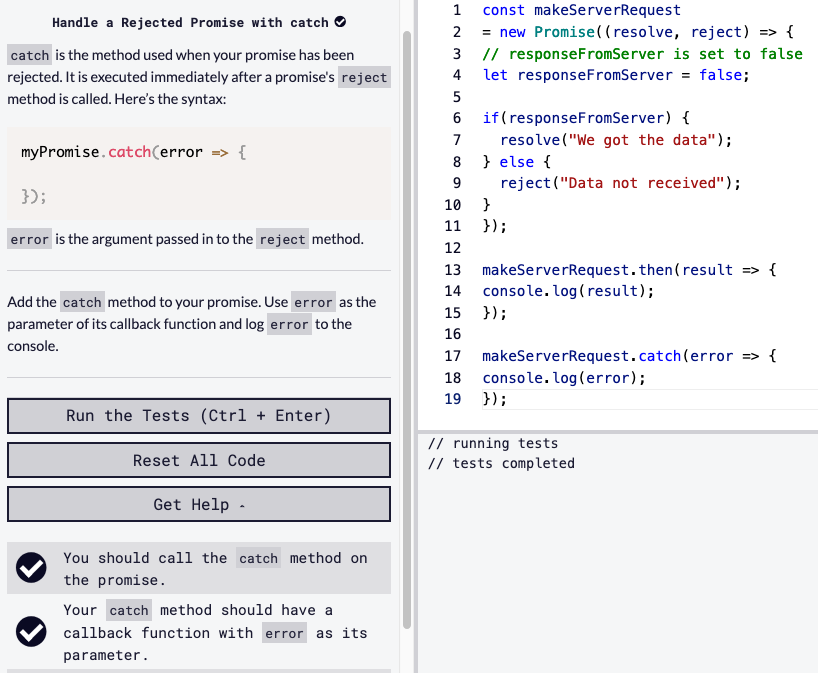 Handle a Rejected Promise with catch
catch is the method used when your promise has been
rejected. It is executed immediately after a promise's reject
method is called. Here’s the syntax:
myPromise.catch(error => {
});
error is the argument passed in to the reject method.
Add the catch method to your promise. Use error as the
parameter of its callback function and log error to the
console.
Run the Tests (Ctrl + Enter)
Reset All Code
Get Help
You should call the catch method on
the promise.
Your catch method should have a
callback function with error as its
parameter.
1 const makeServerRequest
2 = new Promise((resolve, reject) => {
3 // responseFromServer is set to false
4 let responseFromServer = false;
5
6 if(responseFromServer) {
7 resolve("We got the data");
8 } else {
9 reject("Data not received");
10 }
11 });
12
13 makeServerRequest.then(result => {
14 console.log(result);
15 });
16
17 makeServerRequest.catch(error => {
18 console.log(error);
19 });
// running tests
// tests completed